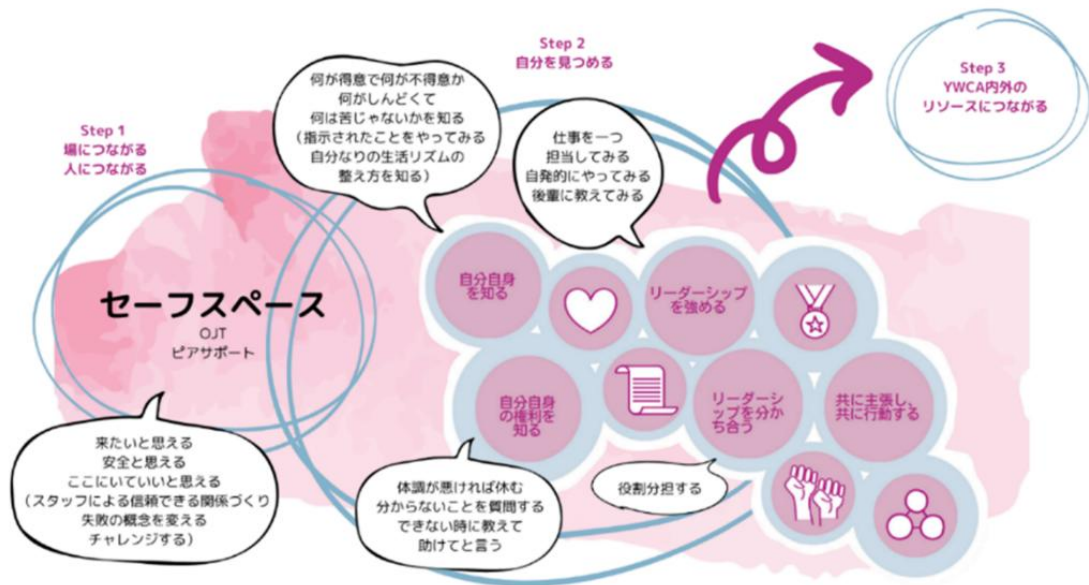 Step 1
場につながる
人につながる
セーフスペース
OJT
ピアサポート
来たいと思える
安全と思える
ここにいていいと思える
（スタッフによる信頼できる関係づくり
失敗の概念を変える
チャレンジする）
Step 2
自分を見つめる
何が得意で何が不得意か
何がしんどくて
何は苦じゃないかを知る
（指示されたことをやってみる
自分なりの生活リズムの
整え方を知る）
仕事を一つ
担当してみる
自発的にやってみる
後輩に教えてみる
自分自身
を知る
リーダーシップ
を強める
自分自身
の権利を
知る
リーダーシ
ップを分か
ち合う
共に主張し、
共に行動する
体調が悪ければ休む
分からないことを質問する
できない時に教えて
助けてと言う
役割分担する
Step 3
YWCA内外の
リソースにつながる